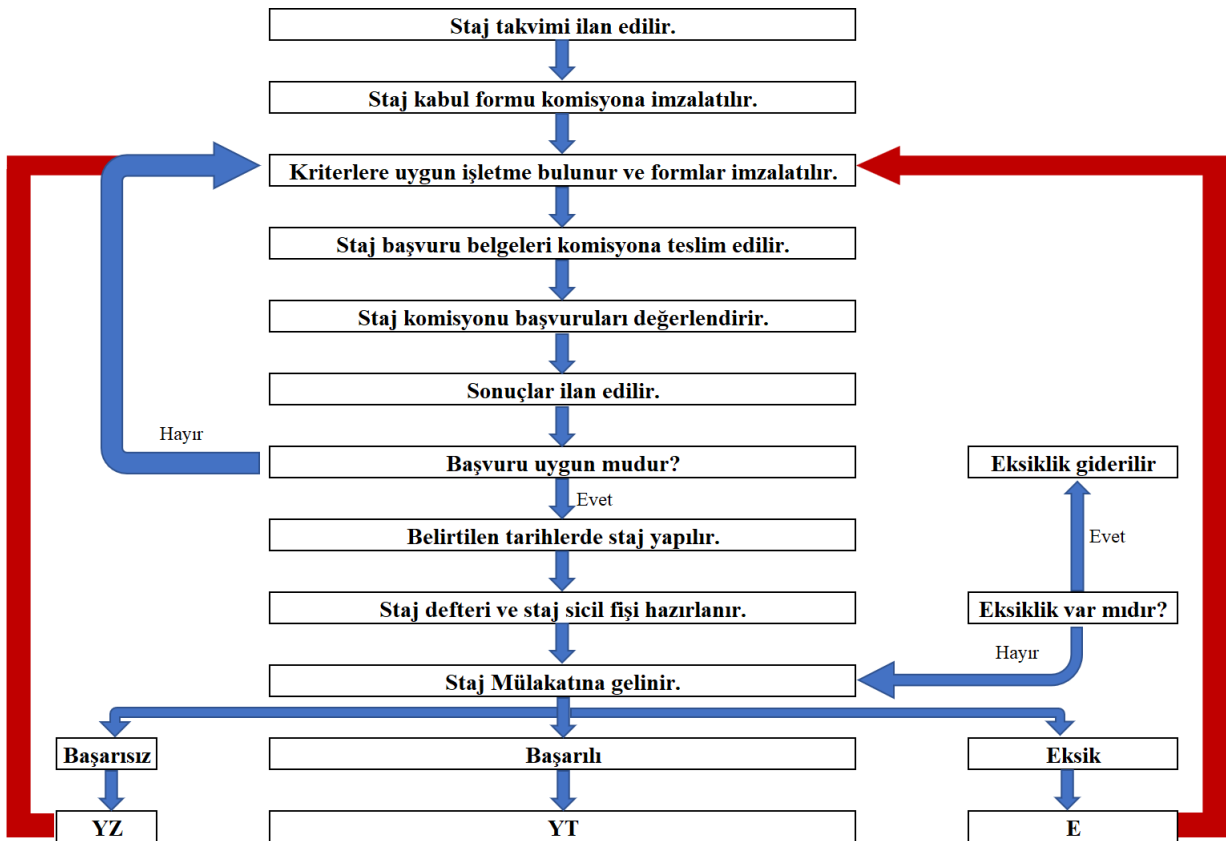 Staj takvimi ilan edilir.
Staj kabul formu komisyona imzalatılır.
Kriterlere uygun işletme bulunur ve formlar imzalatılır.
Staj başvuru belgeleri komisyona teslim edilir.
Staj komisyonu başvuruları değerlendirir.
Sonuçlar ilan edilir.
Hayır
Başvuru uygun mudur?
Eksiklik giderilir
Evet
Belirtilen tarihlerde staj yapılır.
Evet
Staj defteri ve staj sicil fişi hazırlanır.
Eksiklik var mıdır?
Hayır
Staj Mülakatına gelinir.
Başarısız
Başarılı
Eksik
YZ
YT
E